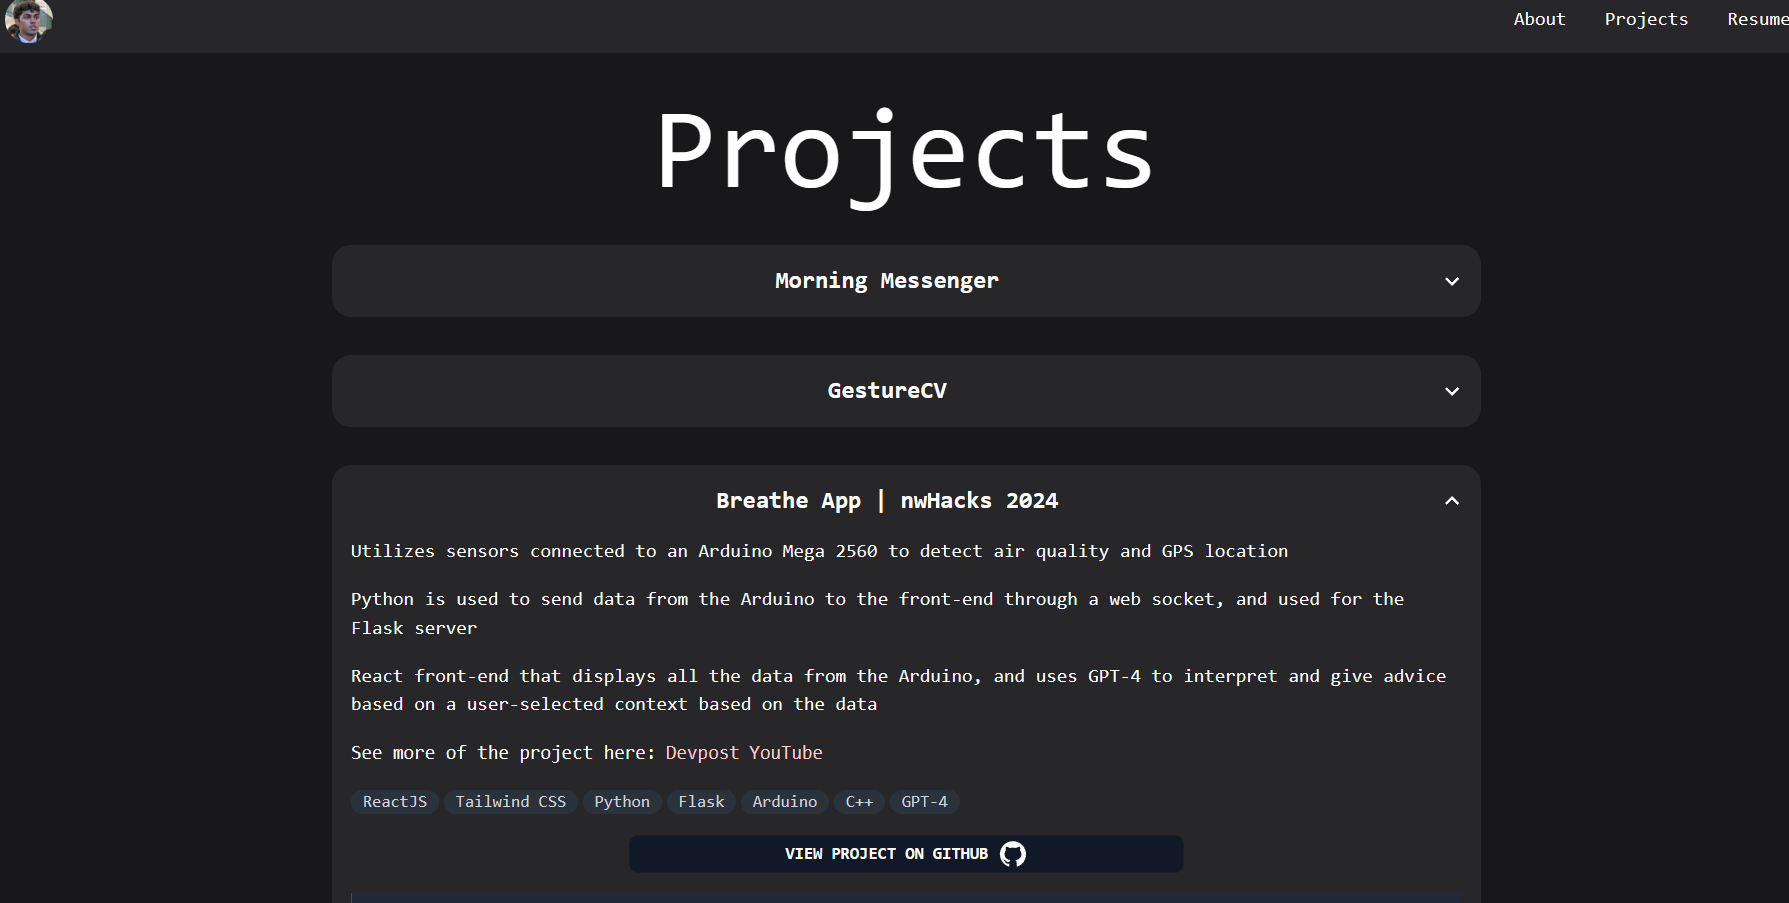 About Projects Resume
Projects
Morning Messenger
GestureCV
Breathe App | nwHacks 2024
Utilizes sensors connected to an Arduino Mega 2560 to detect air quality and GPS location
Python is used to send data from the Arduino to the front-end through a web socket, and used for the
Flask server
React front-end that displays all the data from the Arduino, and uses GPT-4 to interpret and give advice
based on a user-selected context based on the data
See more of the project here: Devpost YouTube
ReactJS Tailwind CSS Python Flask Arduino C++ GPT-4
VIEW PROJECT ON GITHUB